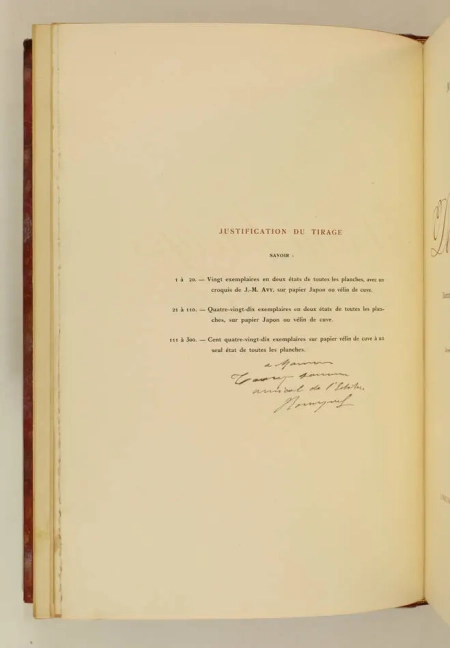 JUSTIFICATION DU TIRAGE
SAVOIR :
1 à 20. — Vingt exemplaires en deux états de toutes les planches, avec un
croquis de J.-M. Avy, sur papier Japon ou vélin de cuve.
21 à 110. — Quatre-vingt-dix exemplaires en deux états de toutes les plan-
ches, sur papier Japon ou vélin de cuve.
111 à 300. — Cent quatre-vingt-dix exemplaires sur papier vélin de cuve à un
seul état de toutes les planches.
a
amical de l'